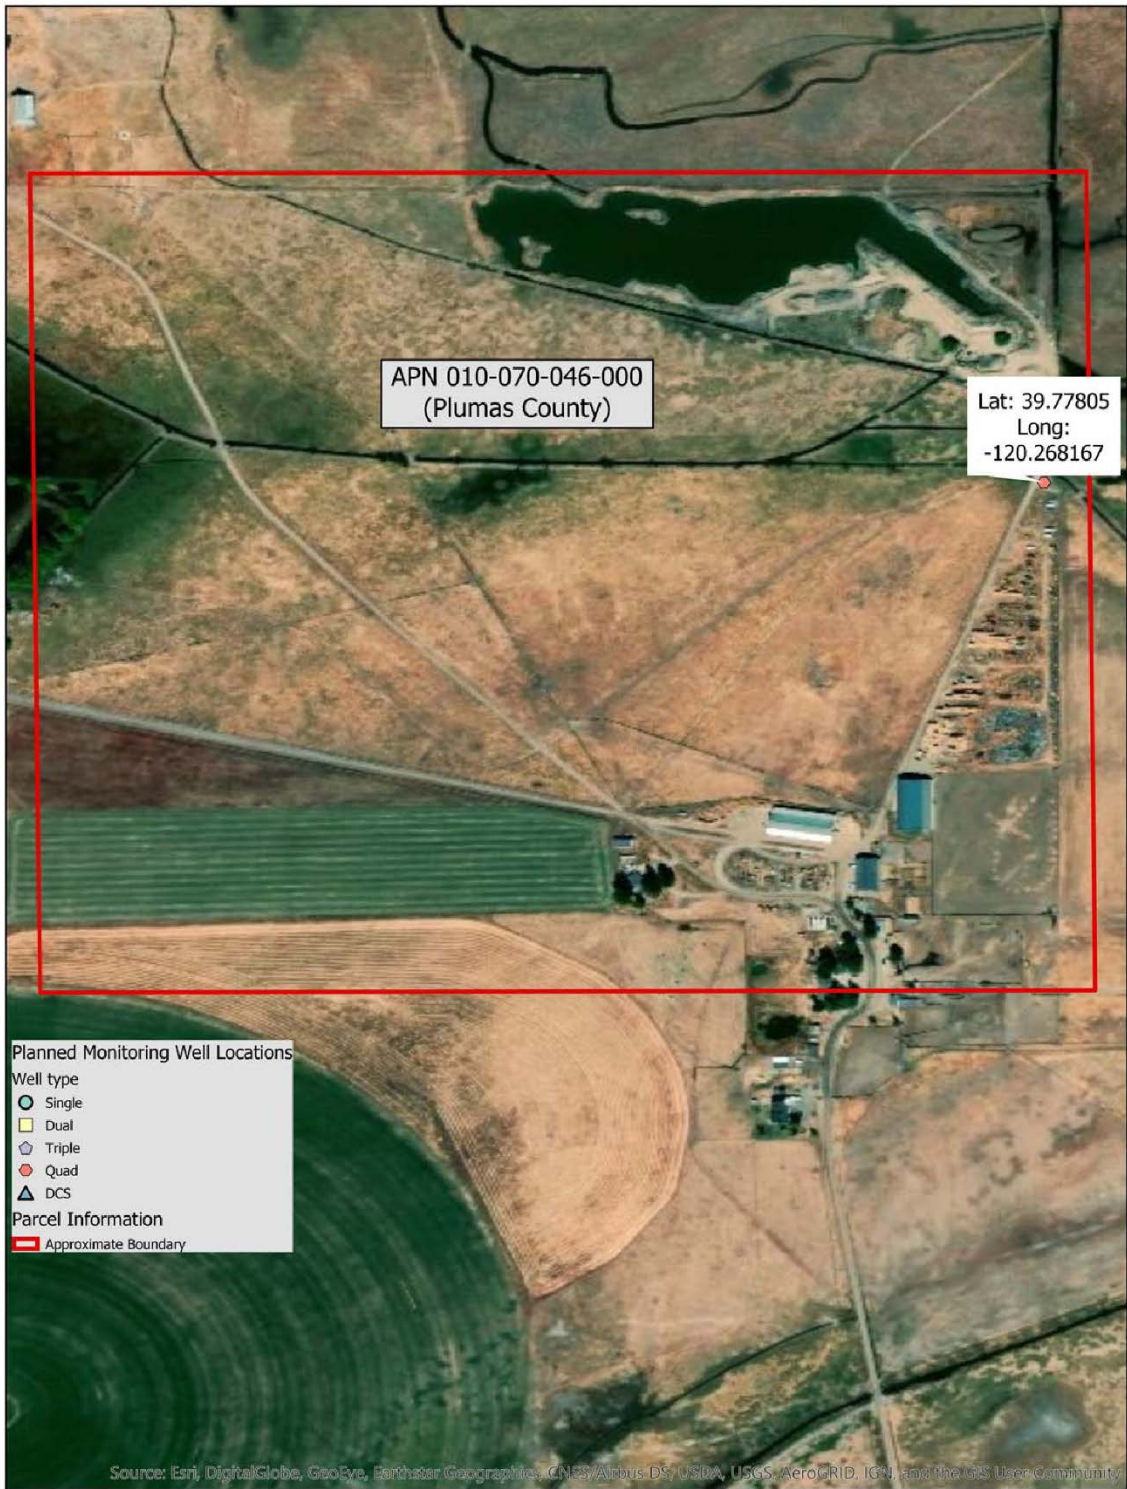 APN 010-070-046-000
(Plumas County)
Lat: 39.77805
Long:
-120.268167
Planned Monitoring Well Locations
Well type
Single
Dual
Triple
Quad
DCS
Parcel Information
Approximate Boundary
Source: Esri, DigitalGlobe, GeoEye, Earthstar Geographics, CNES/Airbus DS, USDA, USGS, AeroGRID, IGN, and the GIS User Community